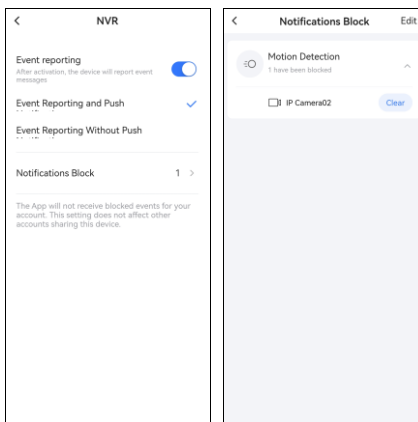 NVR
Event reporting
After activation, the device will report event
messages
Event Reporting and Push
Event Reporting Without Push
Notifications Block 1
The App will not receive blocked events for your
account. This setting does not affect other
accounts sharing this device.
Notifications Block Edit
Motion Detection
1 have been blocked
IP Camera02 Clear